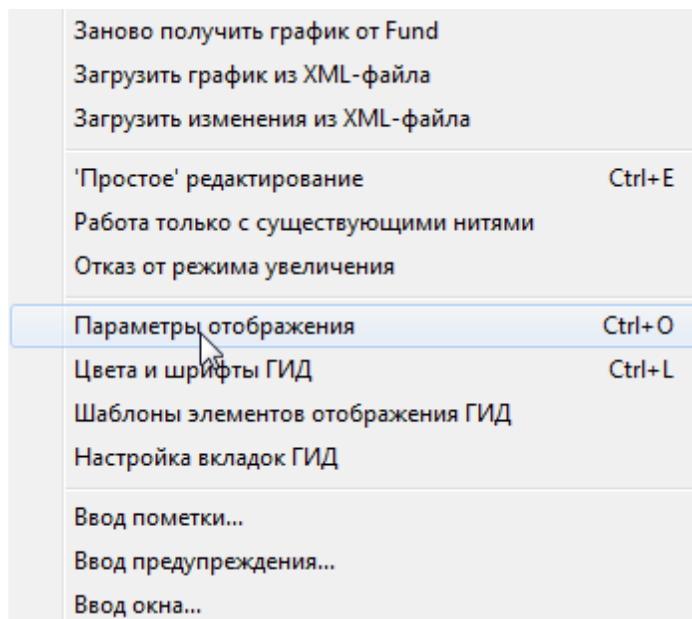 Заново получить график от Fund
Загрузить график из XML-файла
Загрузить изменения из XML-файла
'Простое' редактирование Ctrl+E
Работа только с существующими нитями
Отказ от режима увеличения
Параметры отображения Ctrl+O
Цвета и шрифты ГИД Ctrl+L
Шаблоны элементов отображения ГИД
Настройка вкладок ГИД
Ввод пометки...
Ввод предупреждения...
Ввод окна...